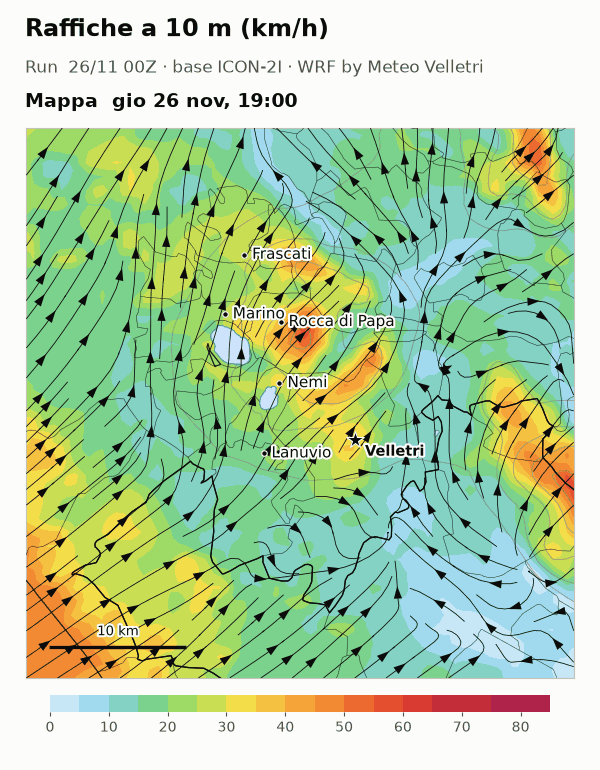 Raffiche a 10 m (km/h)
Run  26/11 00Z · base ICON-2I · WRF by Meteo Velletri
Mappa  gio 26 nov, 19:00
Frascati
Marino
Rocca di Papa
Nemi
Velletri
Lanuvio
10 km
0 10 20 30 40 50 60 70 80